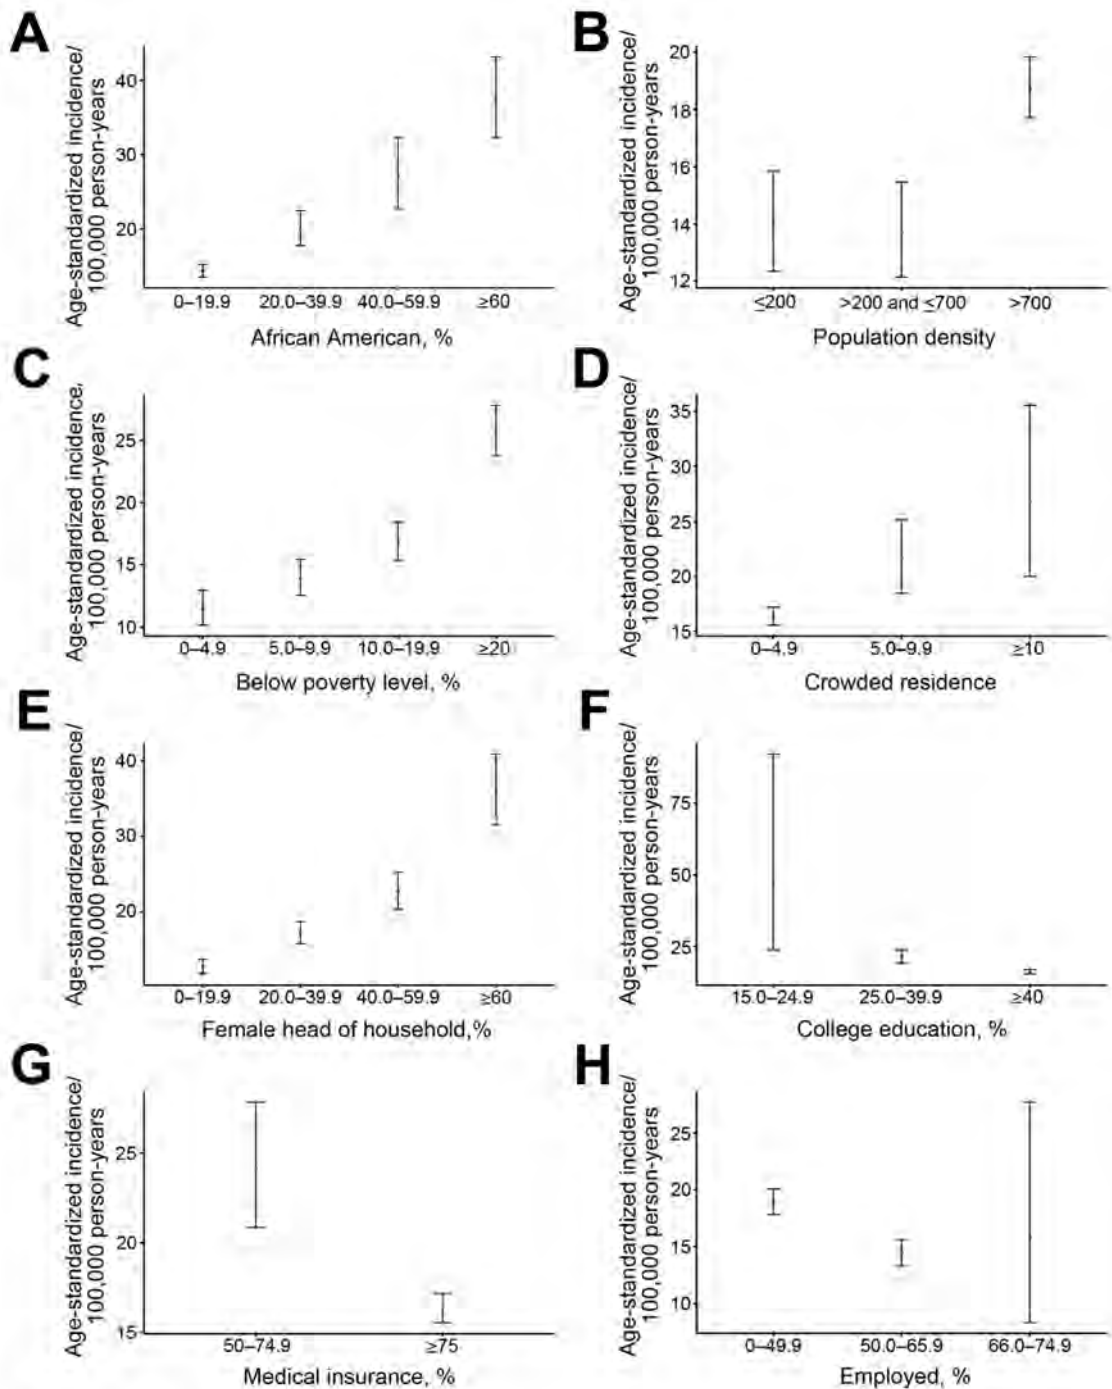 A
Age-standardized incidence/
100,000 person-years
40
30
20
0–19.9 20.0–39.9 40.0–59.9 ≥60
African American, %
B
Age-standardized incidence/
100,000 person-years
20
18
16
14
12
≤200 >200 and ≤700 >700
Population density
C
Age-standardized incidence,
100,000 person-years
25
20
15
10
0–4.9 5.0–9.9 10.0–19.9 ≥20
Below poverty level, %
D
Age-standardized incidence/
100,000 person-years
35
30
25
20
15
0–4.9 5.0–9.9 ≥10
Crowded residence
E
Age-standardized incidence/
100,000 person-years
40
30
20
0–19.9 20.0–39.9 40.0–59.9 ≥60
Female head of household,%
F
Age-standardized incidence/
100,000 person-years
75
50
25
15.0–24.9 25.0–39.9 ≥40
College education, %
G
Age-standardized incidence/
100,000 person-years
25
20
15
50–74.9 ≥75
Medical insurance, %
H
Age-standardized incidence/
100,000 person-years
25
20
15
10
0–49.9 50.0–65.9 66.0–74.9
Employed, %